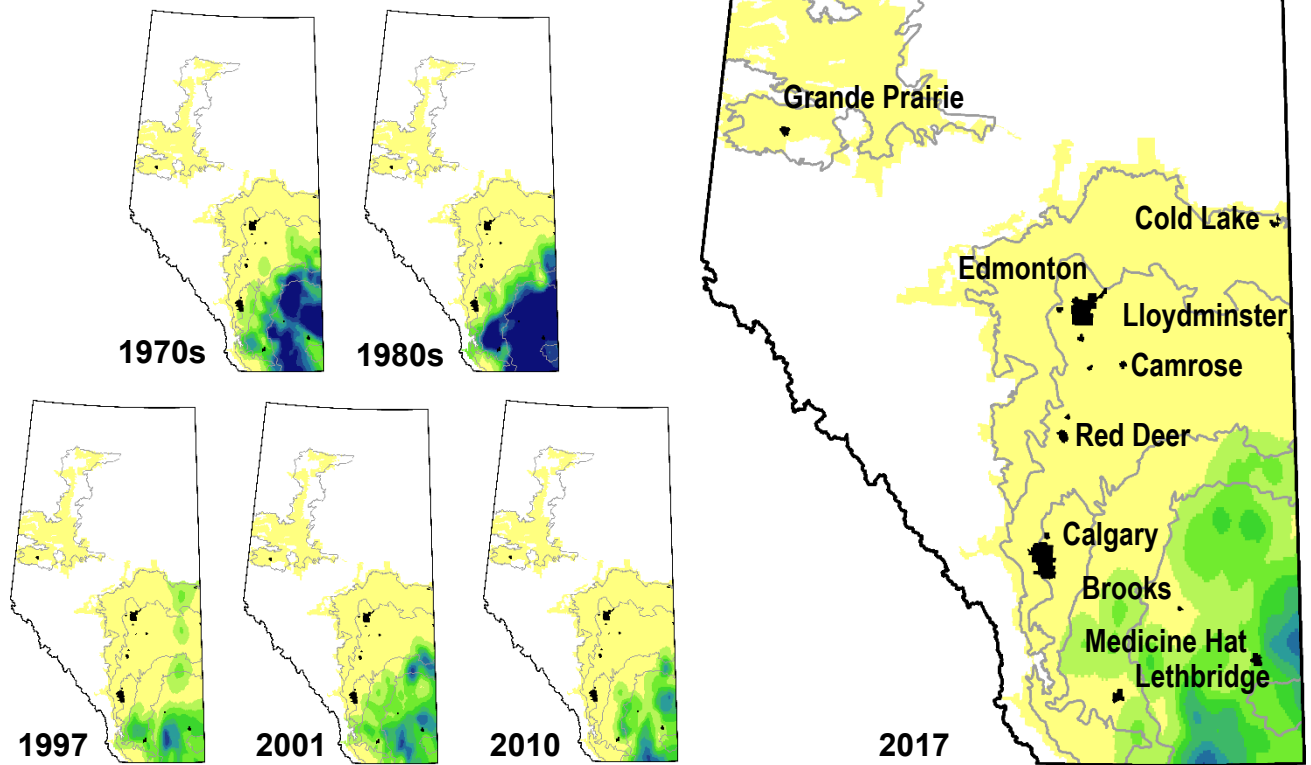 Grande Prairie
Cold Lake
Edmonton
Lloydminster
Camrose
Red Deer
Calgary
Brooks
Medicine Hat
Lethbridge
1970s
1980s
1997
2001
2010
2017